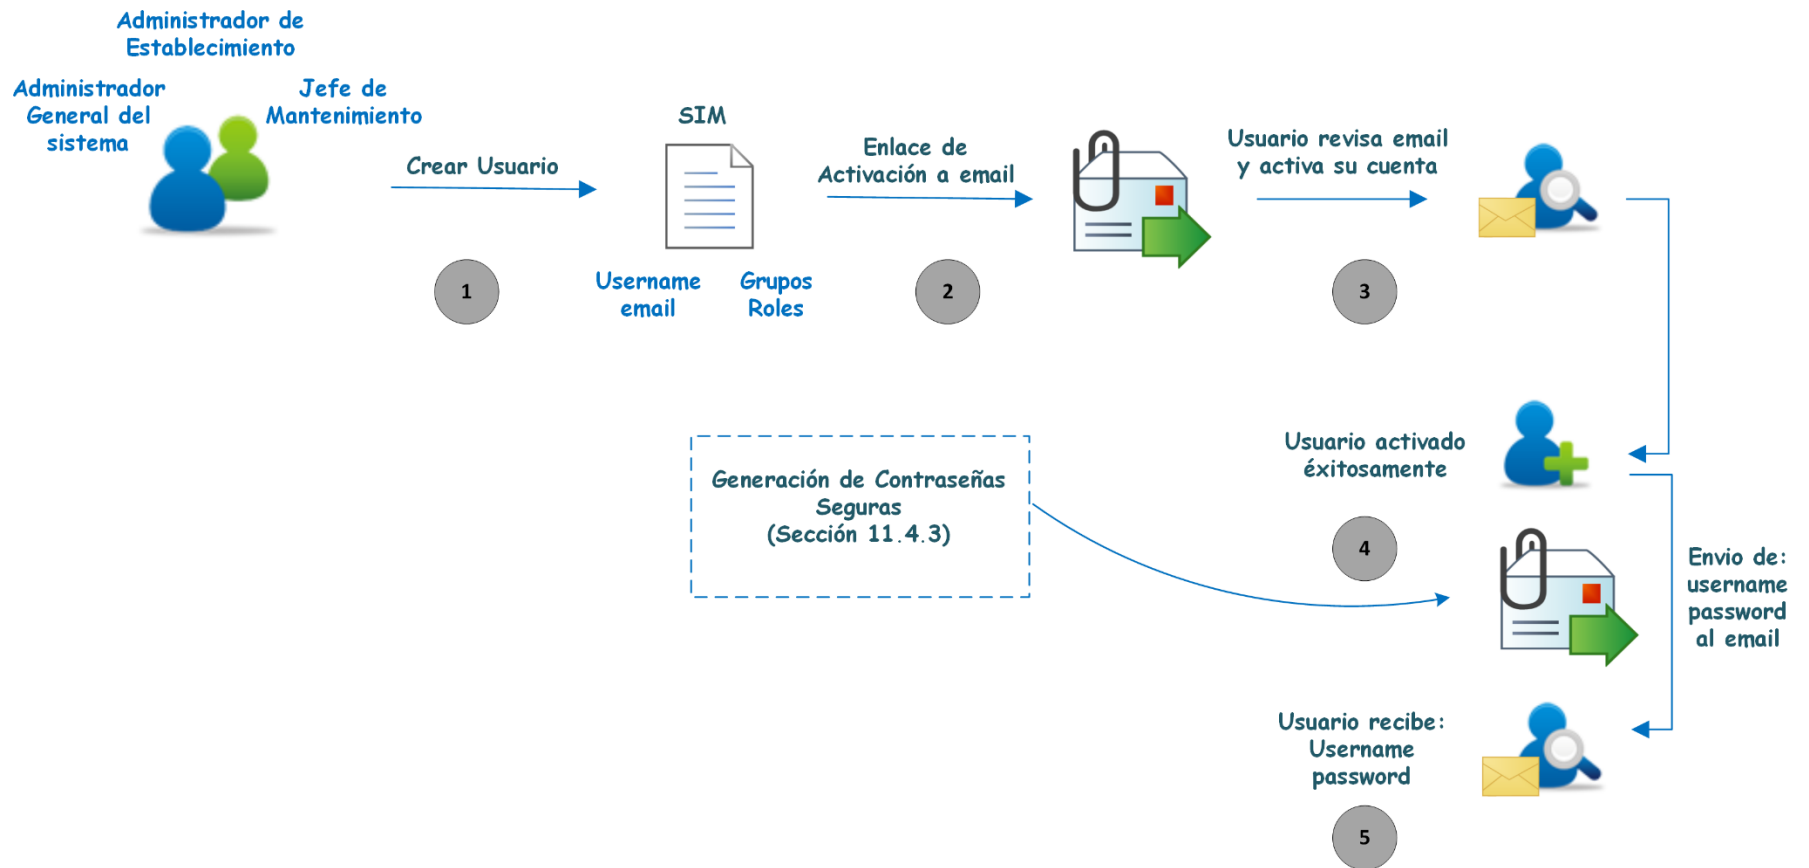 Administrador de
Establecimiento
Administrador
General del
sistema
Jefe de
Mantenimiento
Crear Usuario
1
SIM
Username
email
Grupos
Roles
Enlace de
Activación a email
2
Usuario revisa email
y activa su cuenta
3
Usuario activado
éxitosamente
4
Generación de Contraseñas
Seguras
(Sección 11.4.3)
Envio de:
username
password
al email
Usuario recibe:
Username
password
5